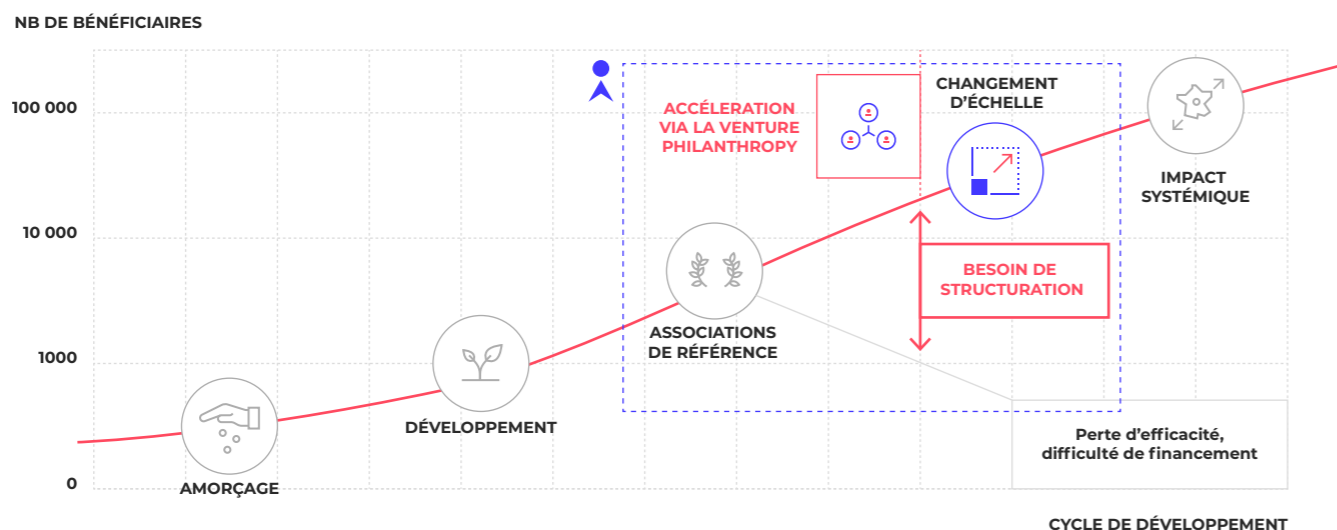 NB DE BÉNÉFICIAIRES
100 000
10 000
1000
0
AMORÇAGE
DÉVELOPPEMENT
ASSOCIATIONS
DE RÉFÉRENCE
ACCÉLERATION
VIA LA VENTURE
PHILANTHROPY
CHANGEMENT
D’ÉCHELLE
IMPACT
SYSTÉMIQUE
BESOIN DE
STRUCTURATION
Perte d’efficacité,
difficulté de financement
CYCLE DE DÉVELOPPEMENT